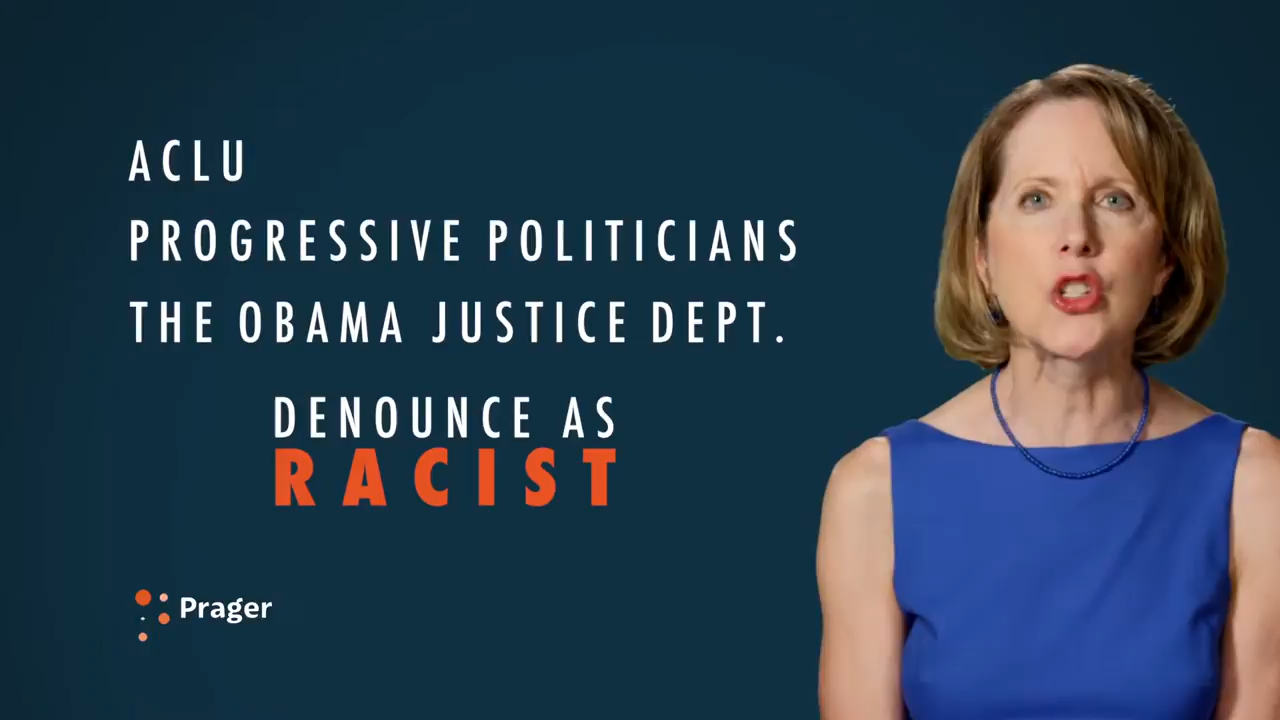 ACLU
PROGRESSIVE POLITICIANS
THE OBAMA JUSTICE DEPT.
DENOUNCE AS
RACIST
Prager